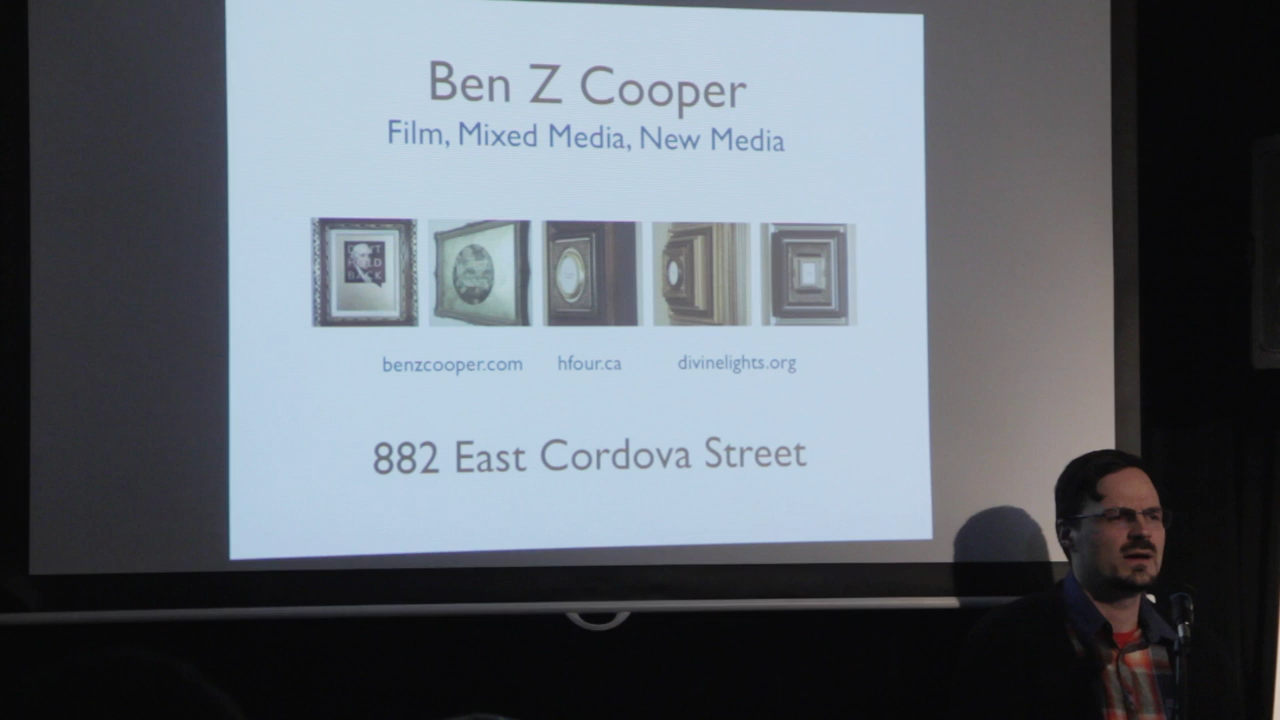 Ben Z Cooper
Film, Mixed Media, New Media
benzcooper.com hfour.ca divinelights.org
882 East Cordova Street